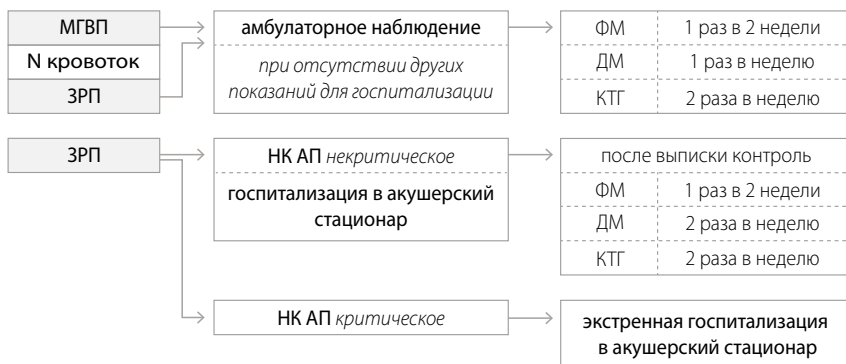 МГВП
N кровоток
ЗРП
амбулаторное наблюдение
при отсутствии других
показаний для госпитализации
ФМ 1 раз в 2 недели
ДМ 1 раз в неделю
КТГ 2 раза в неделю
ЗРП
НК АП некритическое
госпитализация в акушерский
стационар
после выписки контроль
ФМ 1 раз в 2 недели
ДМ 2 раза в неделю
КТГ 2 раза в неделю
НК АП критическое
экстренная госпитализация
в акушерский стационар